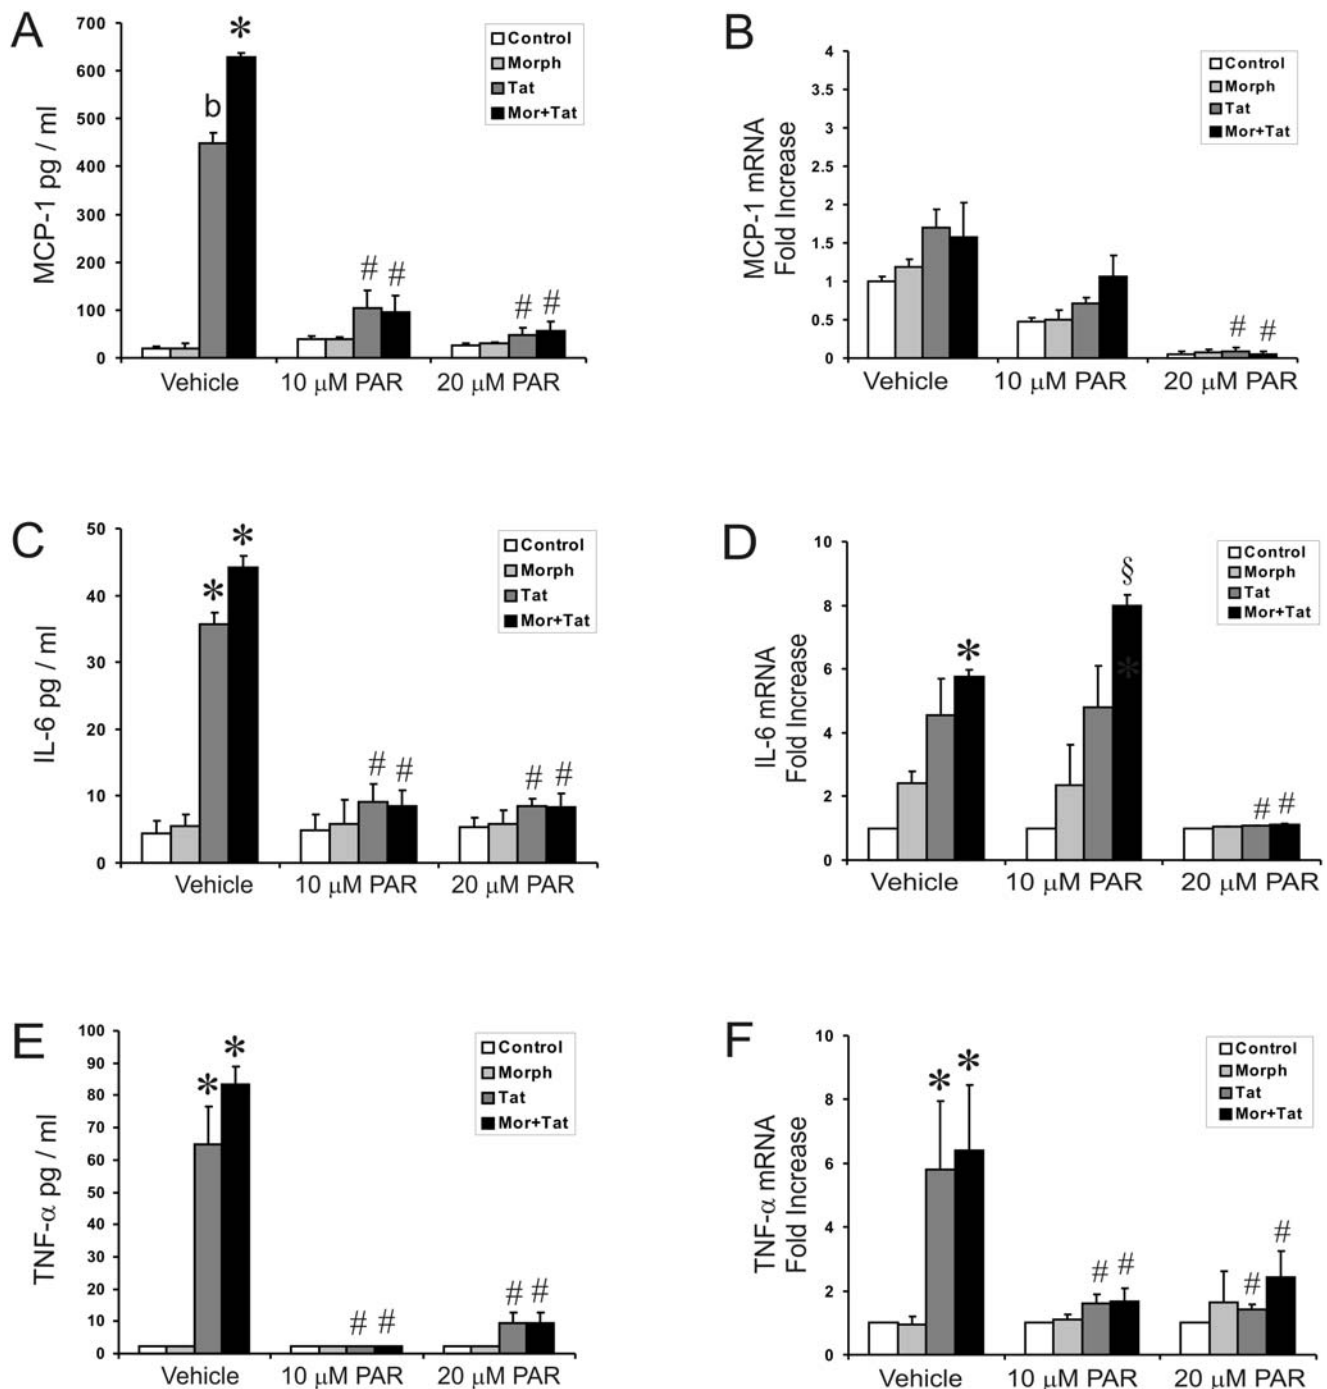 A
MCP-1 pg / ml
700
600
500
400
300
200
100
0
b
*
# #
# #
Control
Morph
Tat
Mor+Tat
Vehicle 10 μM PAR 20 μM PAR
B
MCP-1 mRNA
Fold Increase
4
3.5
3
2.5
2
1.5
1
0.5
0
# #
Control
Morph
Tat
Mor+Tat
Vehicle 10 μM PAR 20 μM PAR
C
IL-6 pg / ml
50
40
30
20
10
0
* *
# #
# #
Control
Morph
Tat
Mor+Tat
Vehicle 10 μM PAR 20 μM PAR
D
IL-6 mRNA
Fold Increase
10
8
6
4
2
0
*
§
*
# #
Control
Morph
Tat
Mor+Tat
Vehicle 10 μM PAR 20 μM PAR
E
TNF-α pg / ml
100
90
80
70
60
50
40
30
20
10
0
* *
# #
# #
Control
Morph
Tat
Mor+Tat
Vehicle 10 μM PAR 20 μM PAR
F
TNF-α mRNA
Fold Increase
10
8
6
4
2
0
* *
# #
# #
Control
Morph
Tat
Mor+Tat
Vehicle 10 μM PAR 20 μM PAR